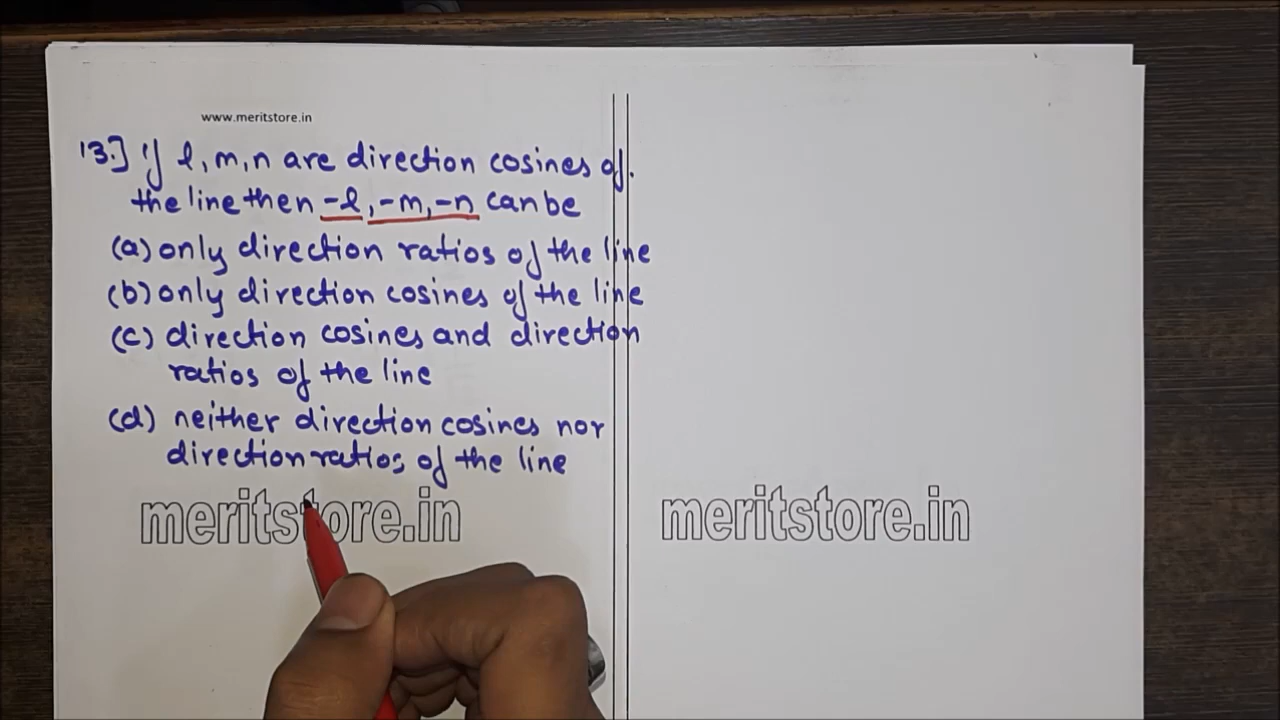 www.meritstore.in
13.] if l, m, n are direction cosines of.
the line then -l, -m, -n can be
(a) only direction ratios of the line
(b) only direction cosines of the line
(c) direction cosines and direction
ratios of the line
(d) neither direction cosines nor
direction ratios of the line
meritstore.in
meritstore.in